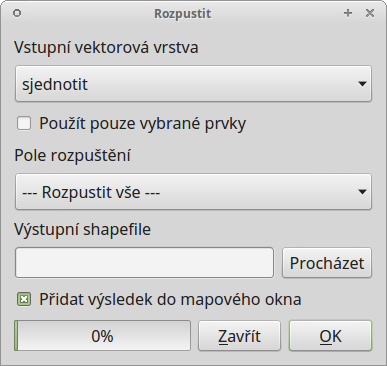 Rozpustit
Vstupní vektorová vrstva
sjednotit
Použít pouze vybrané prvky
Pole rozpuštění
--- Rozpustit vše ---
Výstupní shapefile
Procházet
Přidat výsledek do mapového okna
0% Zavřít OK